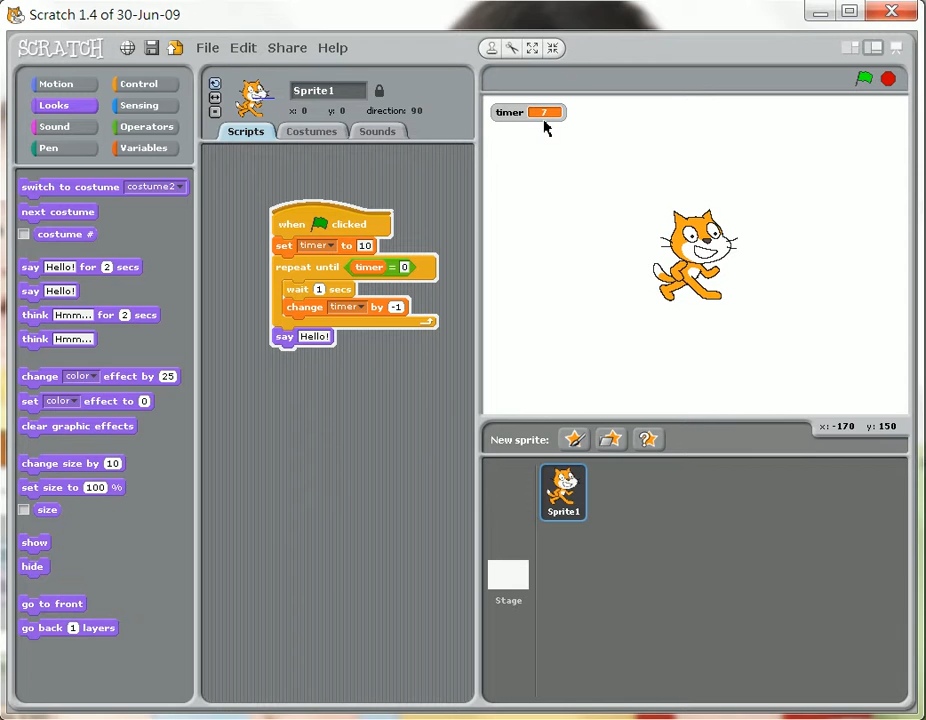 Scratch 1.4 of 30-Jun-09
SCRATCH File Edit Share Help
Motion Control
Looks Sensing
Sound Operators
Pen Variables
switch to costume costume2
next costume
costume #
say Hello! for 2 secs
say Hello!
think Hmm... for 2 secs
think Hmm...
change color effect by 25
set color effect to 0
clear graphic effects
change size by 10
set size to 100 %
size
show
hide
go to front
go back 1 layers
Sprite1
x: 0 y: 0 direction: 90
Scripts Costumes Sounds
when clicked
set timer to 10
repeat until timer = 0
wait 1 secs
change timer by -1
say Hello!
timer 7
x: -170 y: 150
New sprite:
Sprite1
Stage